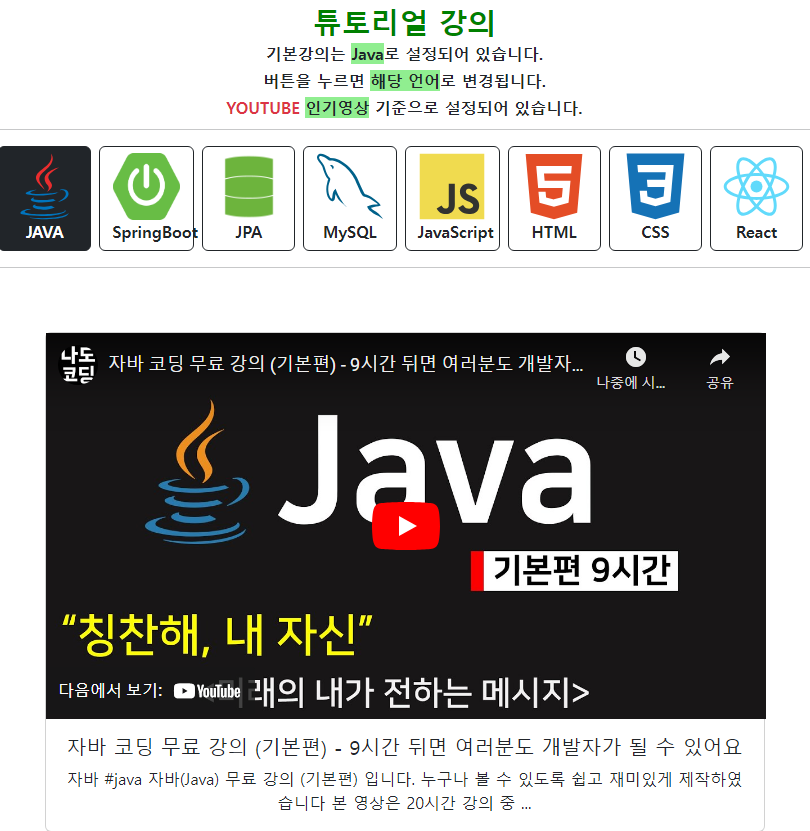 튜토리얼 강의
기본강의는 Java로 설정되어 있습니다.
버튼을 누르면 해당 언어로 변경됩니다.
YOUTUBE 인기영상 기준으로 설정되어 있습니다.
JAVA SpringBoot JPA MySQL JS JavaScript HTML CSS React
나도
코딩
자바 코딩 무료 강의 (기본편) - 9시간 뒤면 여러분도 개발자...
나중에 시... 공유
Java
기본편 9시간
“칭찬해, 내 자신”
다음에서 보기: YouTube
<미래의 내가 전하는 메시지>
자바 코딩 무료 강의 (기본편) - 9시간 뒤면 여러분도 개발자가 될 수 있어요
자바 #java 자바(Java) 무료 강의 (기본편) 입니다. 누구나 볼 수 있도록 쉽고 재미있게 제작하였
습니다 본 영상은 20시간 강의 중 ...